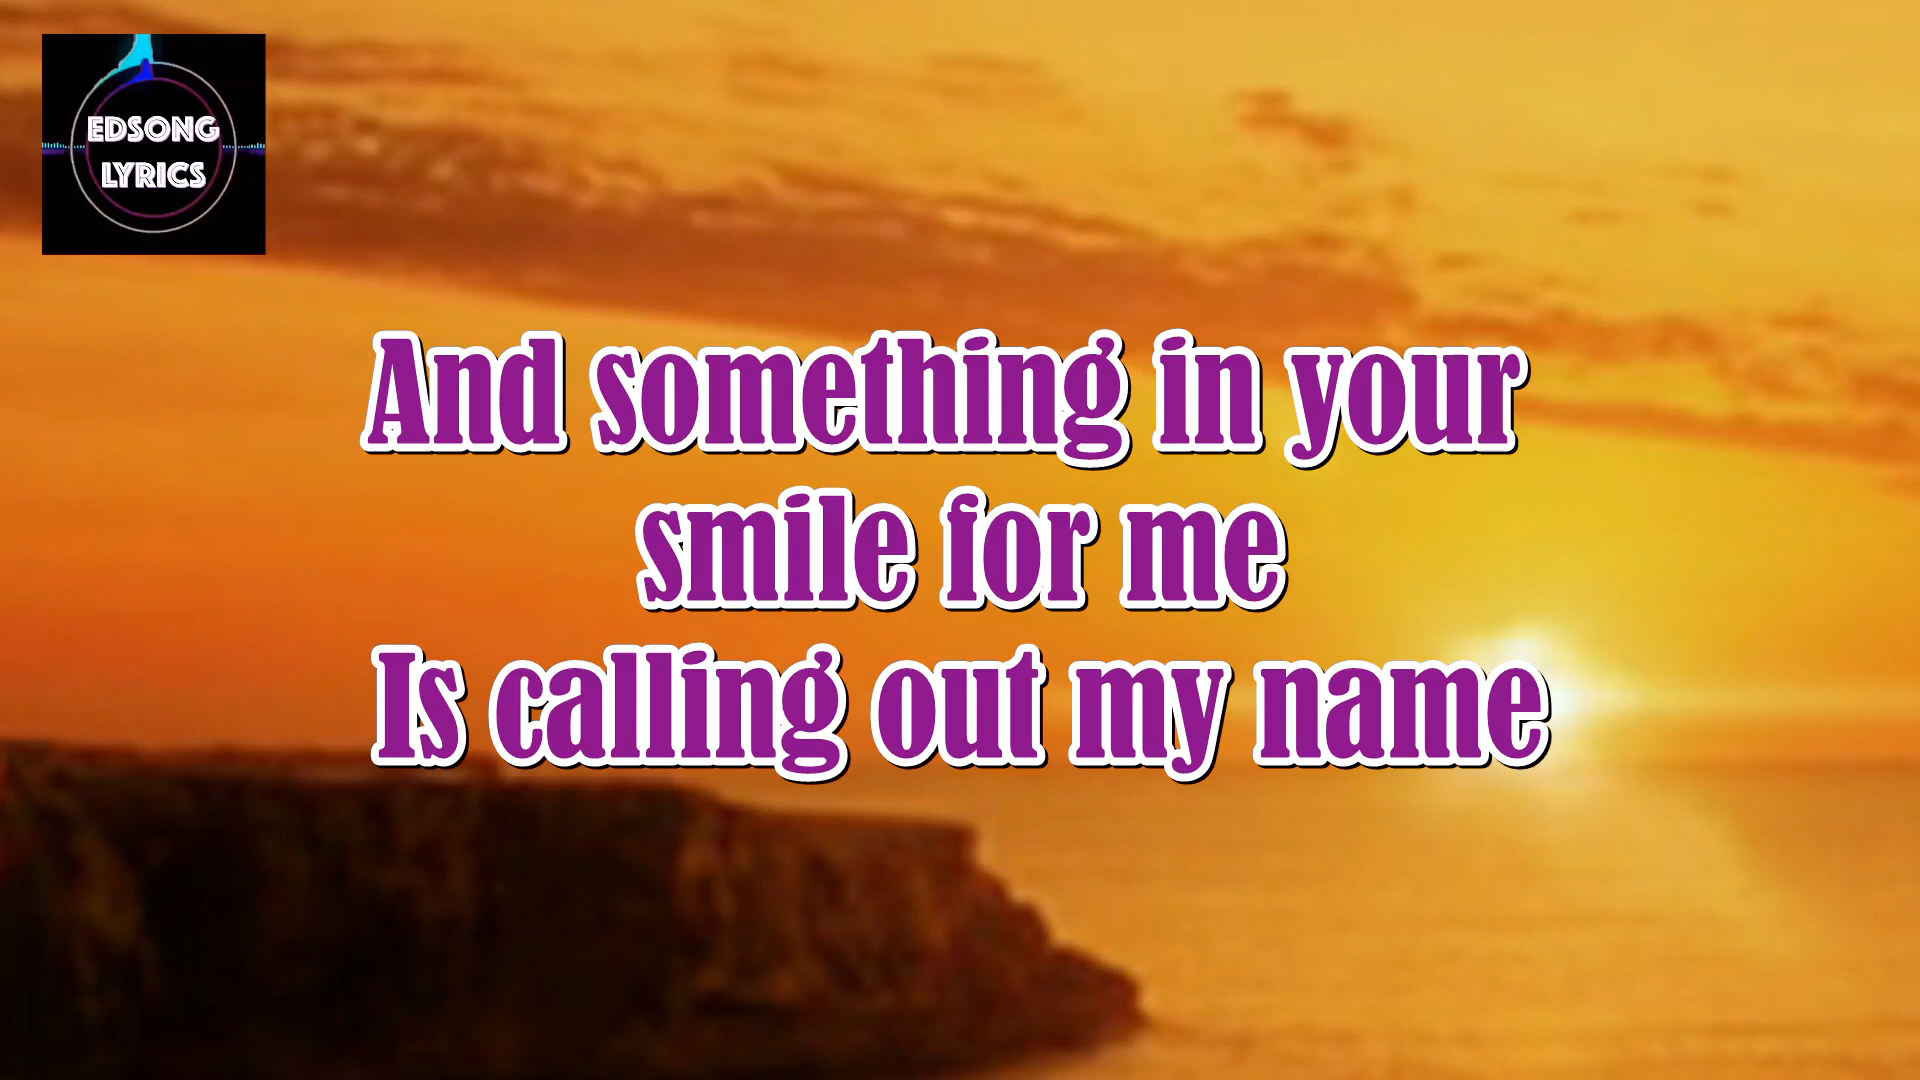 EDSONG
LYRICS
And something in your
smile for me
Is calling out my name